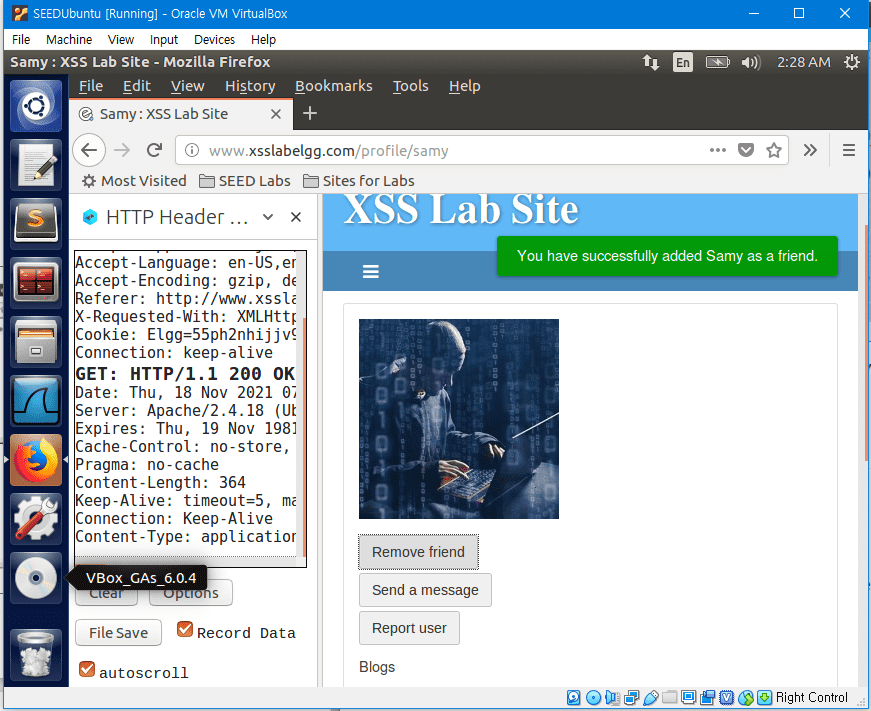 SEEDUbuntu [Running] - Oracle VM VirtualBox
File Machine View Input Devices Help
Samy : XSS Lab Site - Mozilla Firefox En 2:28 AM
File Edit View History Bookmarks Tools Help
Samy : XSS Lab Site
www.xsslabelgg.com/profile/samy
Most Visited SEED Labs Sites for Labs
HTTP Header ...
Accept-Language: en-US,en
Accept-Encoding: gzip, de
Referer: http://www.xssla
X-Requested-With: XMLHttp
Cookie: Elgg=55ph2nhijjv9
Connection: keep-alive
GET: HTTP/1.1 200 OK
Date: Thu, 18 Nov 2021 07
Server: Apache/2.4.18 (Ub
Expires: Thu, 19 Nov 1981
Cache-Control: no-store,
Pragma: no-cache
Content-Length: 364
Keep-Alive: timeout=5, ma
Connection: Keep-Alive
Content-Type: application
VBox_GAs_6.0.4
Clear Options
File Save Record Data
autoscroll
XSS Lab Site
You have successfully added Samy as a friend.
Remove friend
Send a message
Report user
Blogs
Right Control